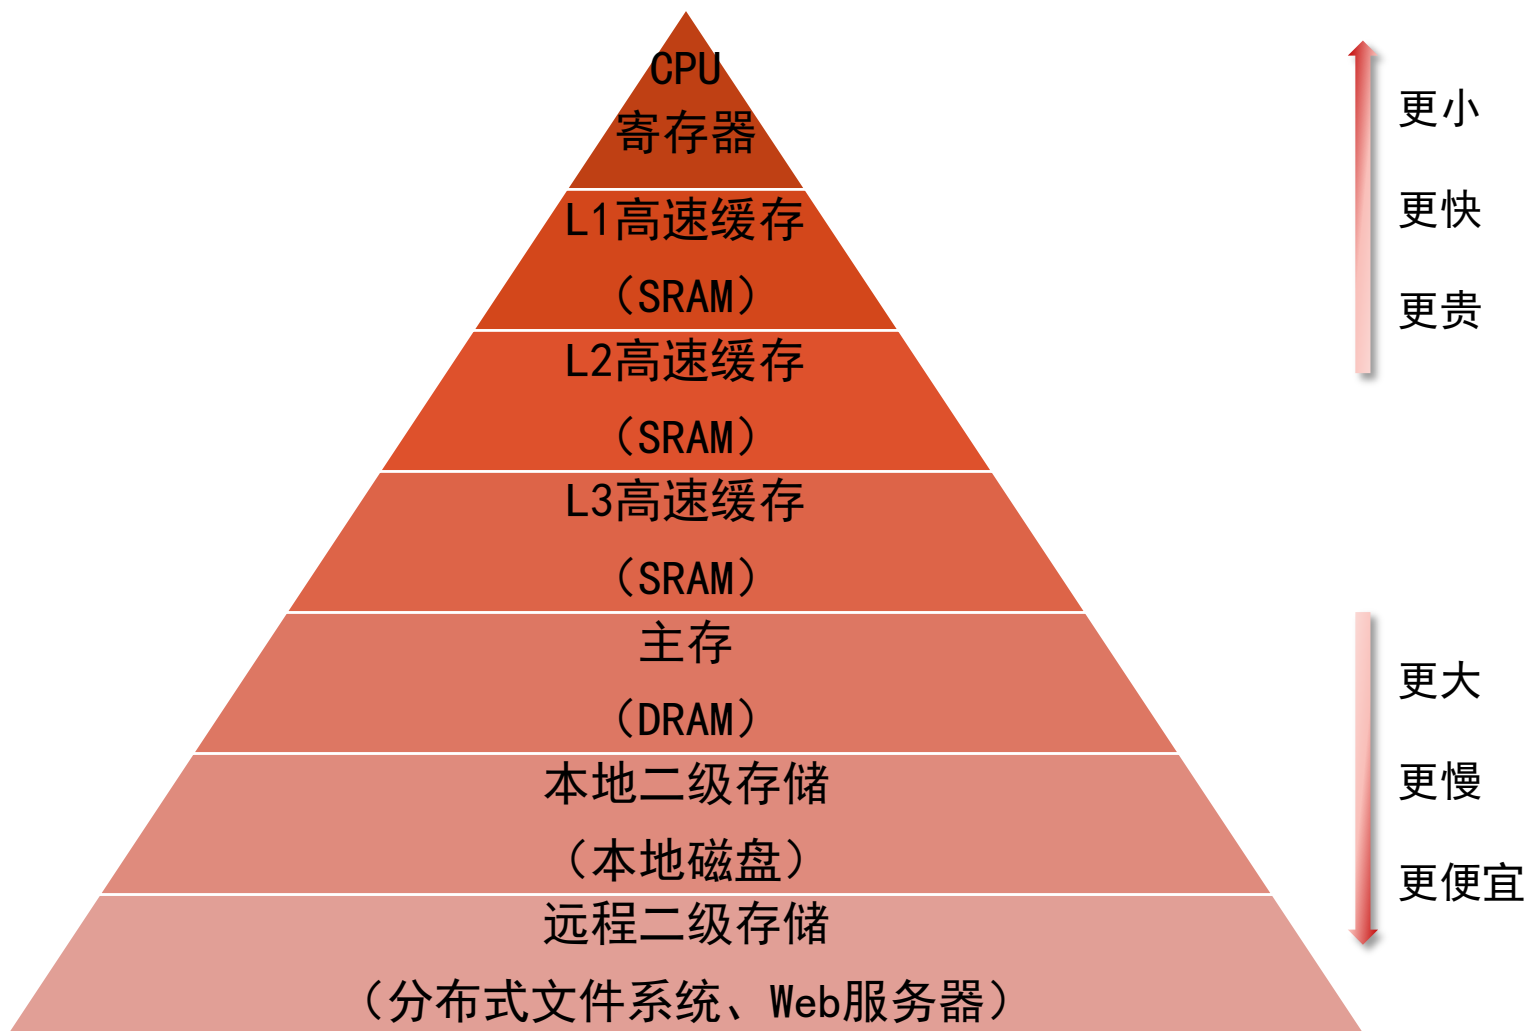 CPU
寄存器
L1高速缓存
（SRAM）
L2高速缓存
（SRAM）
L3高速缓存
（SRAM）
主存
（DRAM）
本地二级存储
（本地磁盘）
远程二级存储
（分布式文件系统、Web服务器）
更小
更快
更贵
更大
更慢
更便宜